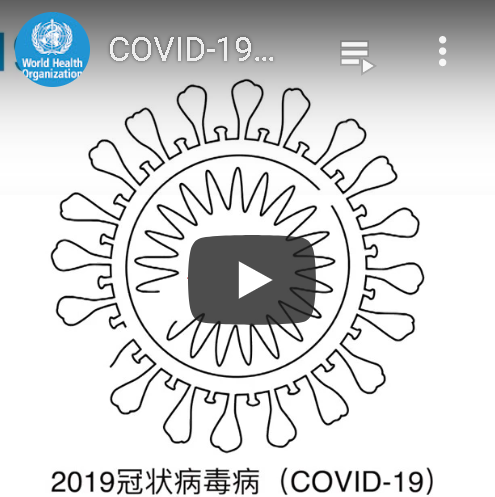 World Health
Organization
COVID-19...
2019冠状病毒病（COVID-19）